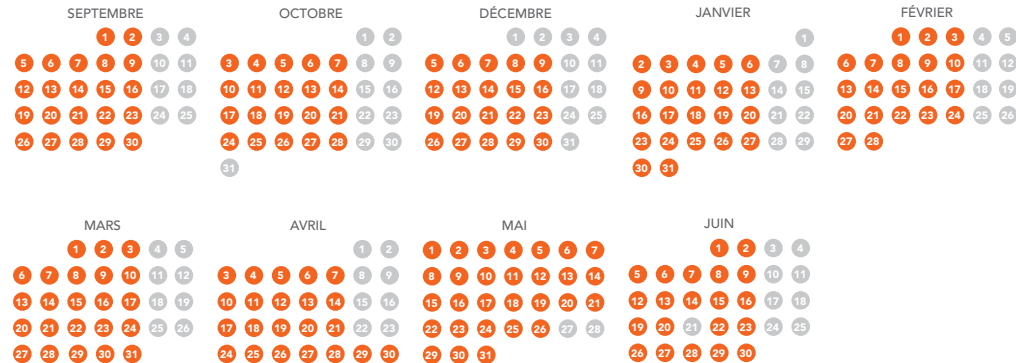 SEPTEMBRE
1 2 3 4
5 6 7 8 9 10 11
12 13 14 15 16 17 18
19 20 21 22 23 24 25
26 27 28 29 30
OCTOBRE
1 2
3 4 5 6 7 8 9
10 11 12 13 14 15 16
17 18 19 20 21 22 23
24 25 26 27 28 29 30
31
DÉCEMBRE
1 2 3 4
5 6 7 8 9 10 11
12 13 14 15 16 17 18
19 20 21 22 23 24 25
26 27 28 29 30 31
JANVIER
1
2 3 4 5 6 7 8
9 10 11 12 13 14 15
16 17 18 19 20 21 22
23 24 25 26 27 28 29
30 31
FÉVRIER
1 2 3 4 5
6 7 8 9 10 11 12
13 14 15 16 17 18 19
20 21 22 23 24 25 26
27 28
MARS
1 2 3 4 5
6 7 8 9 10 11 12
13 14 15 16 17 18 19
20 21 22 23 24 25 26
27 28 29 30 31
AVRIL
1 2
3 4 5 6 7 8 9
10 11 12 13 14 15 16
17 18 19 20 21 22 23
24 25 26 27 28 29 30
MAI
1 2 3 4 5 6 7
8 9 10 11 12 13 14
15 16 17 18 19 20 21
22 23 24 25 26 27 28
29 30 31
JUIN
1 2 3 4
5 6 7 8 9 10 11
12 13 14 15 16 17 18
19 20 21 22 23 24 25
26 27 28 29 30